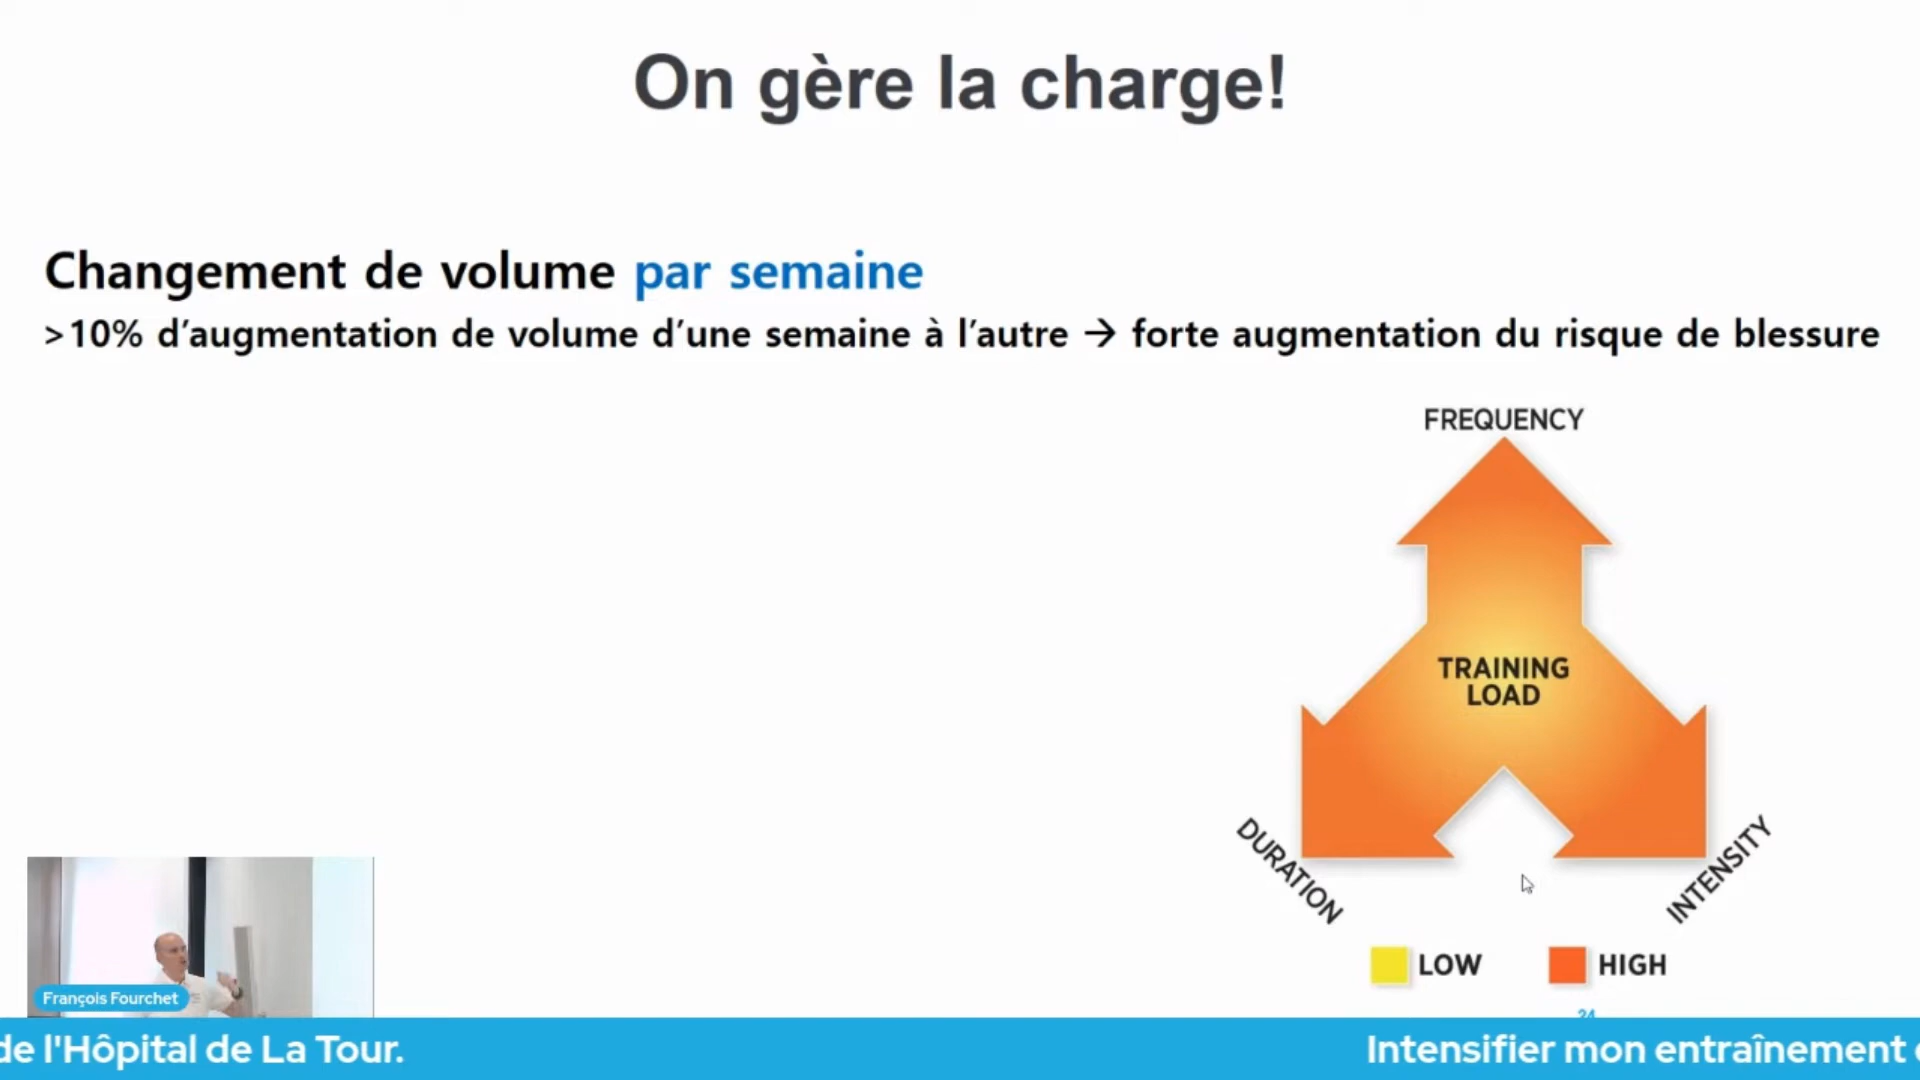 On gère la charge!
Changement de volume par semaine
>10% d’augmentation de volume d’une semaine à l’autre → forte augmentation du risque de blessure
FREQUENCY
TRAINING
LOAD
DURATION
INTENSITY
LOW
HIGH
François Fourchet
24
de l'Hôpital de La Tour.
Intensifier mon entraînement